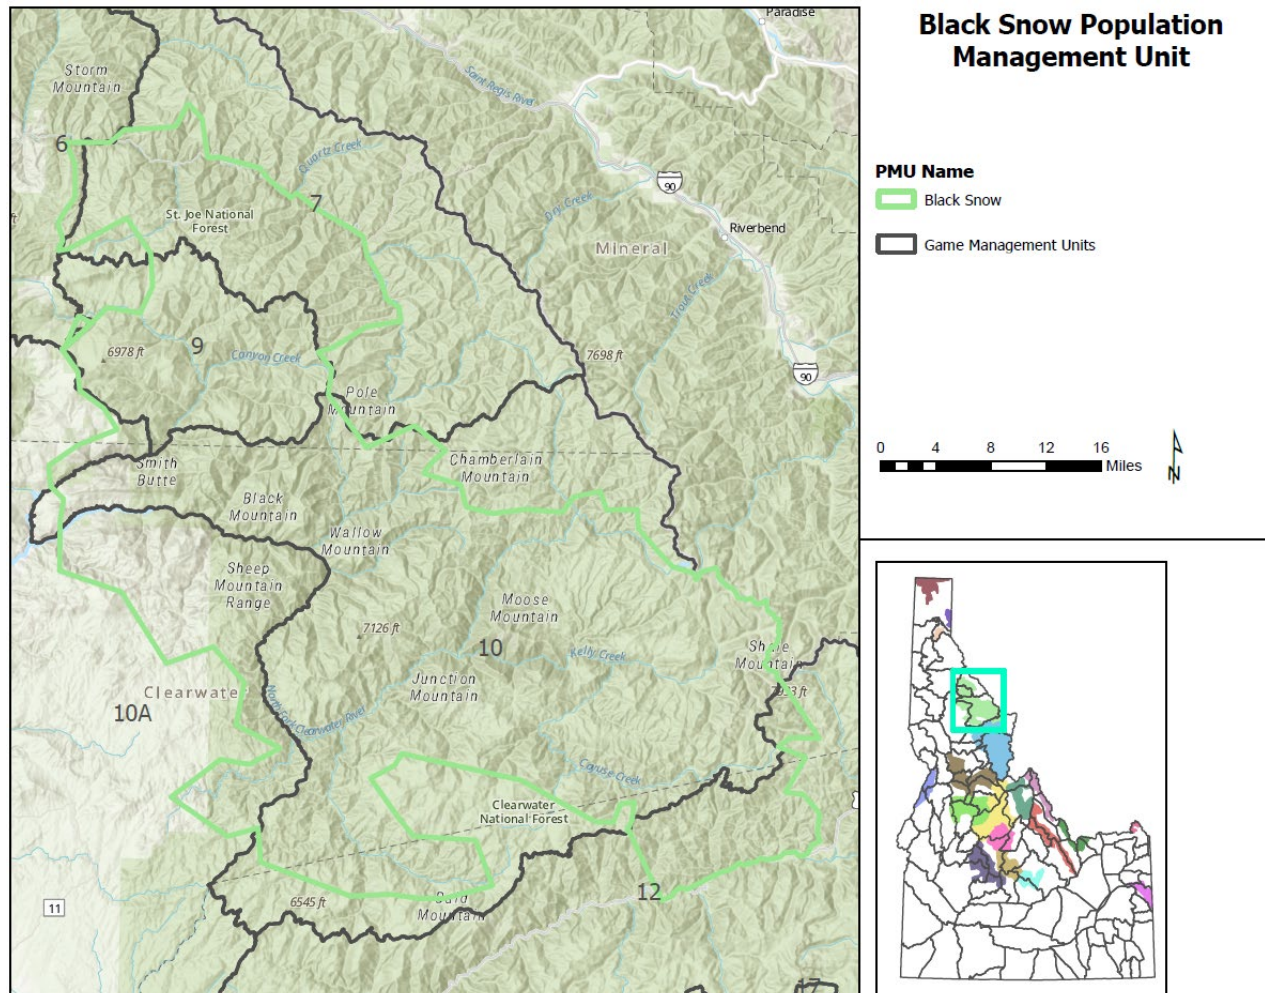 Black Snow Population
Management Unit
PMU Name
Black Snow
Game Management Units
0 4 8 12 16
Miles
N
Paradise
Storm
Mountain
Saint Regis River
6
Quartz Creek
90
7
Dry Creek
St. Joe National
Forest
Riverbend
Mineral
Trout Creek
9
6978 ft
Canyon Creek
7698 ft
90
Pole
Mountain
Smith
Butte
Chamberlain
Mountain
Black
Mountain
Wallow
Mountain
Sheep
Mountain
Range
Moose
Mountain
7126 ft
10
Kelly Creek
Mountain
Junction
Mountain
Clearwater
10A
North Fork Clearwater River
Cayuse Creek
Clearwater
National Forest
12
6545 ft
Mountain
11
17